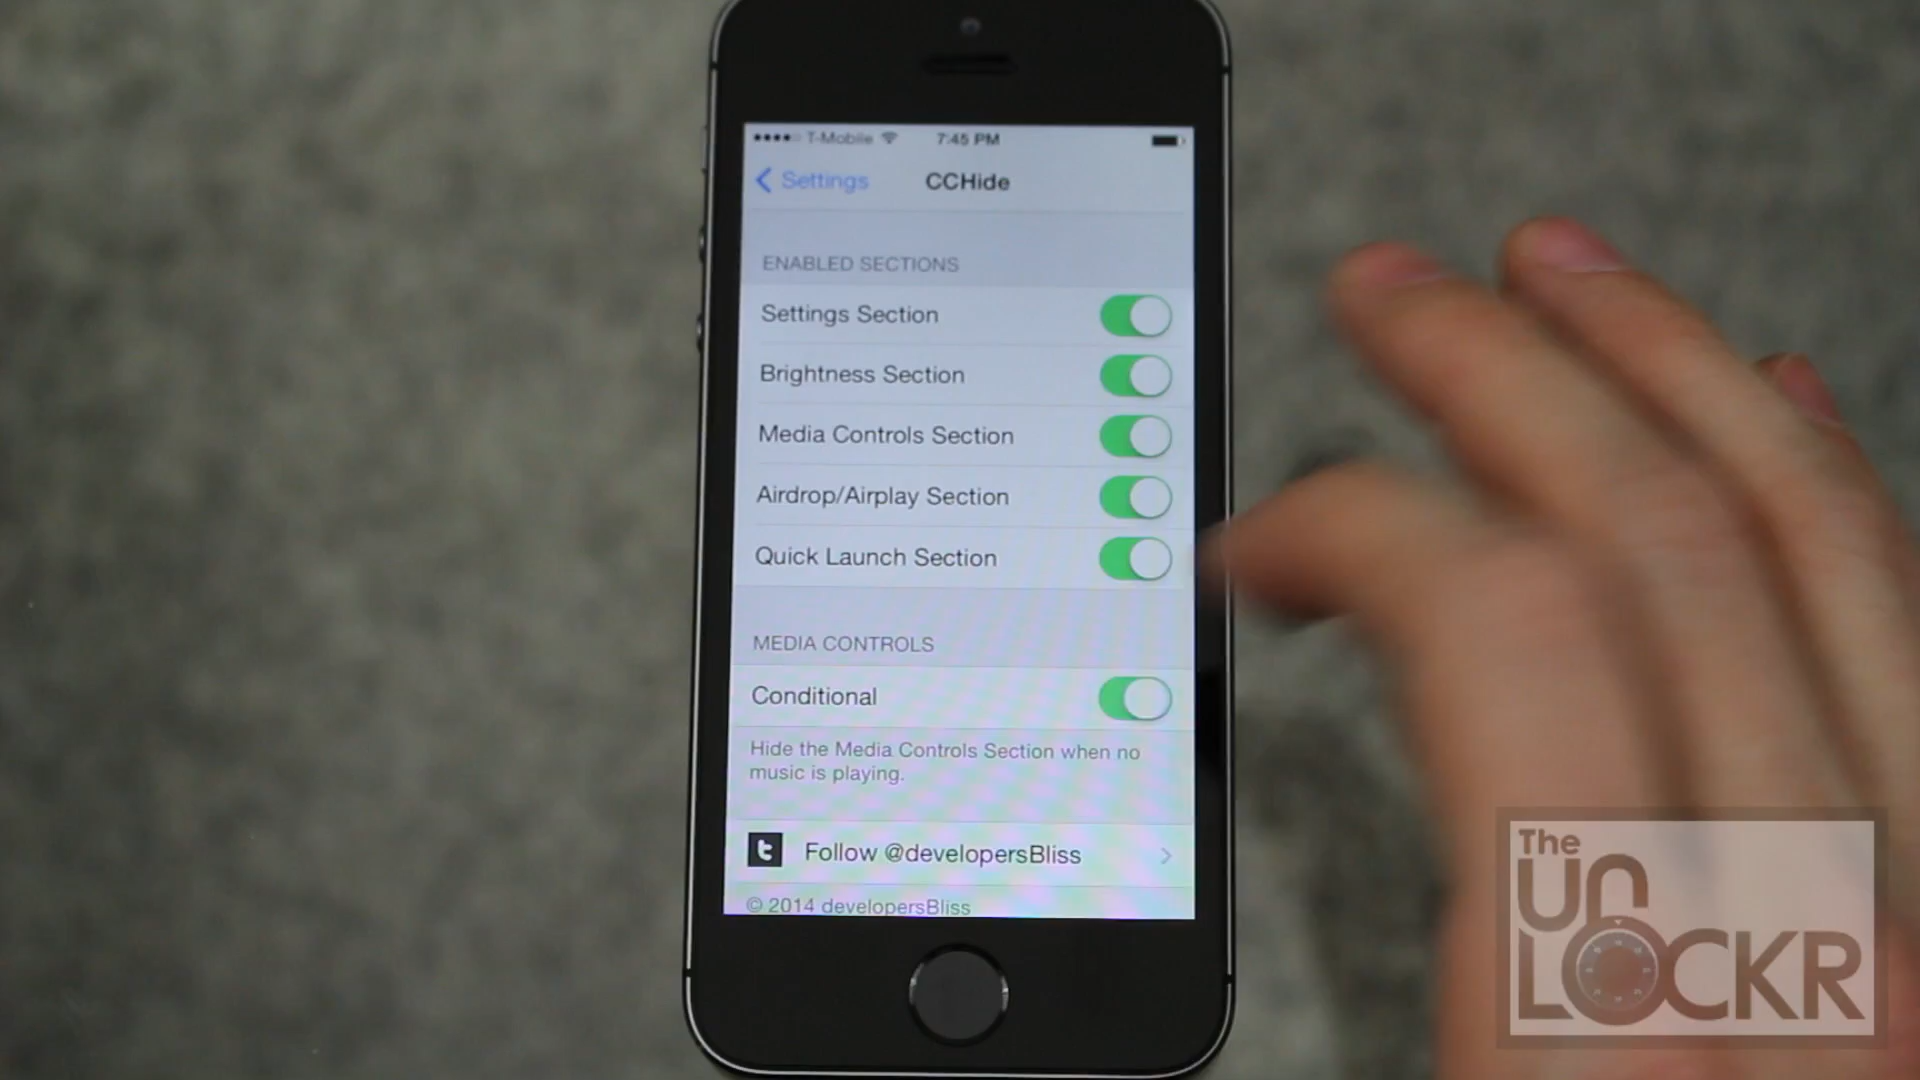 T-Mobile 7:45 PM
Settings CCHide
ENABLED SECTIONS
Settings Section
Brightness Section
Media Controls Section
Airdrop/Airplay Section
Quick Launch Section
MEDIA CONTROLS
Conditional
Hide the Media Controls Section when no
music is playing.
t Follow @developersBliss
© 2014 developersBliss
The
UN
LOCKR